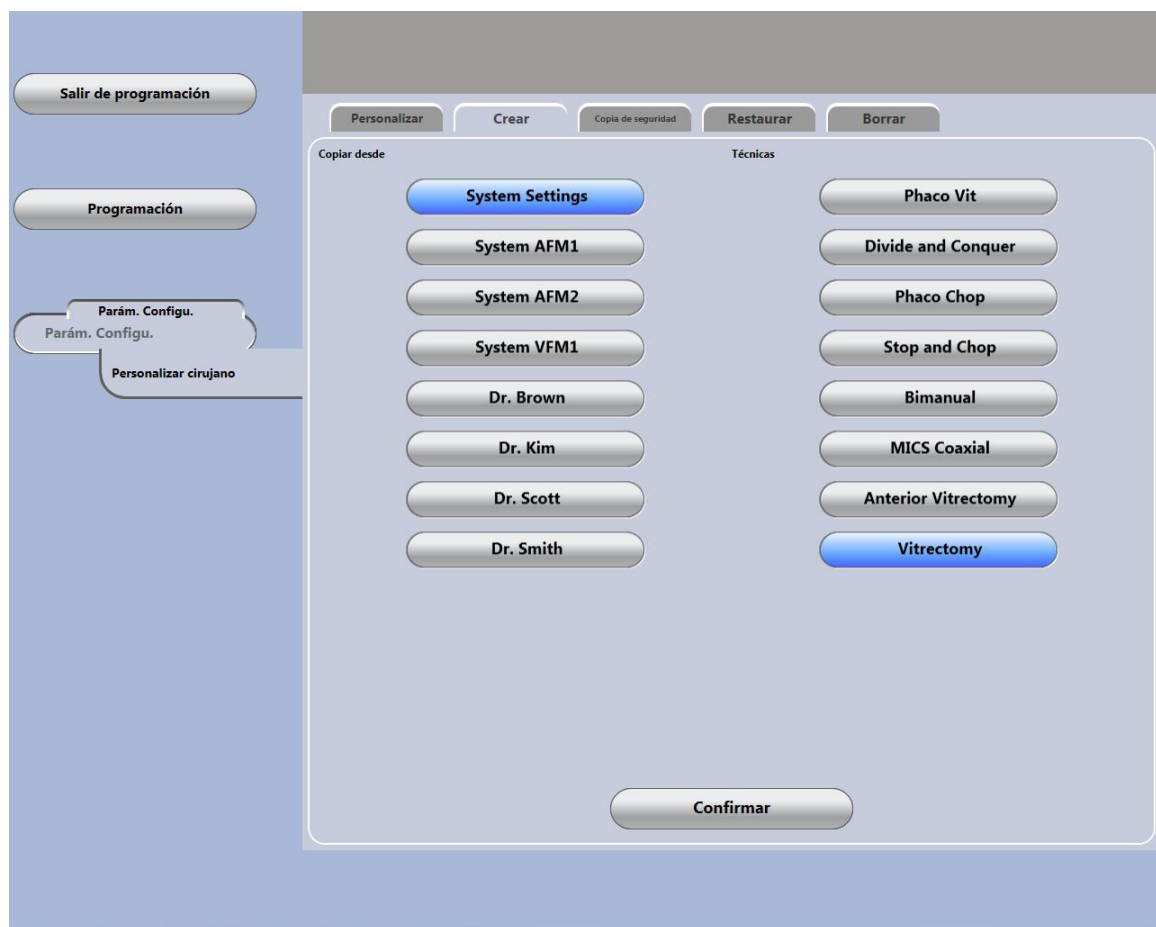 Salir de programación
Programación
Parám. Configu.
Parám. Configu.
Personalizar cirujano
Personalizar Crear Copia de seguridad Restaurar Borrar
Copiar desde Técnicas
System Settings Phaco Vit
System AFM1 Divide and Conquer
System AFM2 Phaco Chop
System VFM1 Stop and Chop
Dr. Brown Bimanual
Dr. Kim MICS Coaxial
Dr. Scott Anterior Vitrectomy
Dr. Smith Vitrectomy
Confirmar